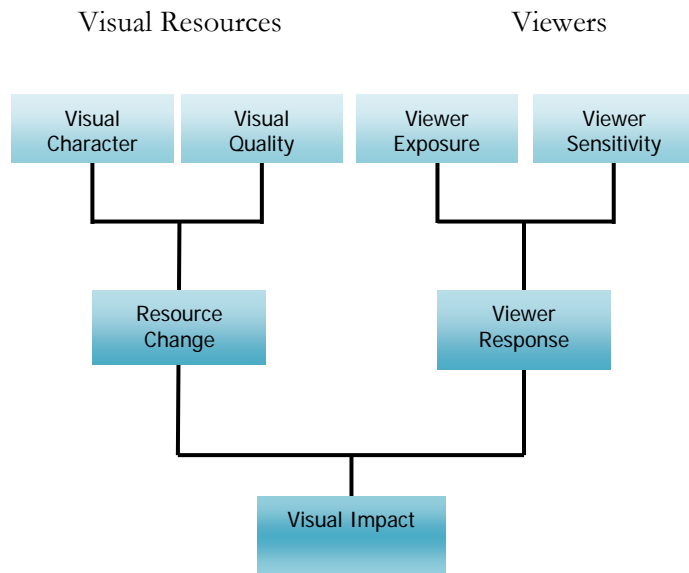 Visual Resources
Viewers
Visual
Character
Visual
Quality
Viewer
Exposure
Viewer
Sensitivity
Resource
Change
Viewer
Response
Visual Impact